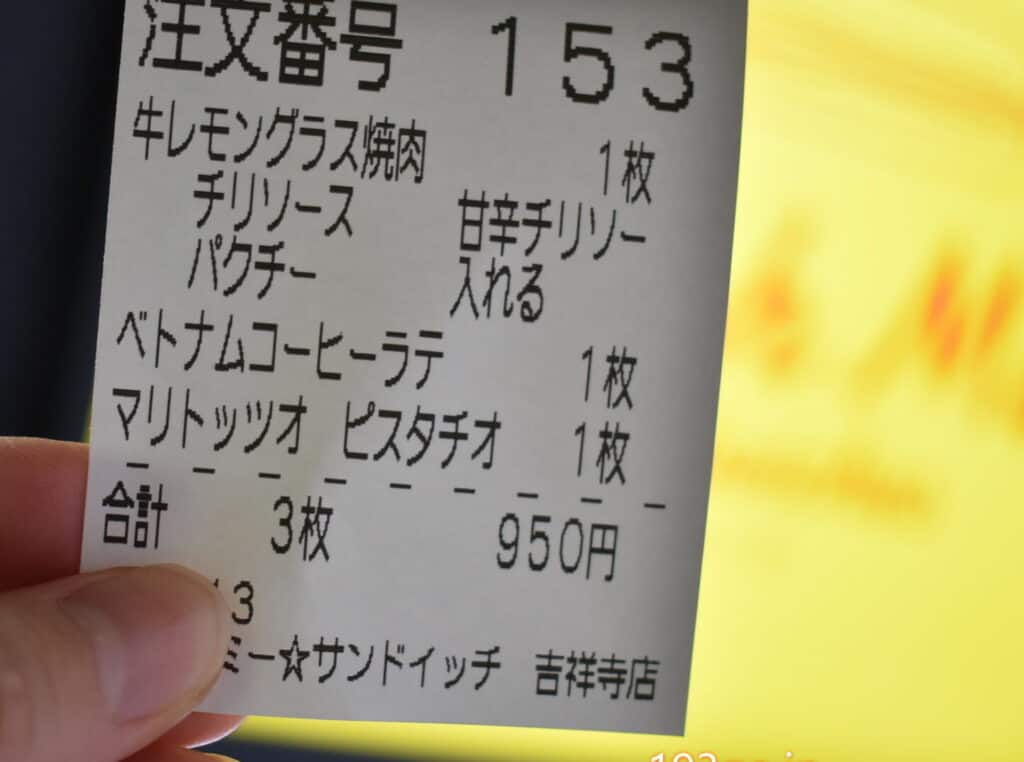 注文番号 153
牛レモングラス焼肉 1枚
チリソース 甘辛チリソー
パクチー 入れる
ベトナムコーヒーラテ 1枚
マリトッツオ ピスタチオ 1枚
合計 3枚 950円
13
ミー☆サンドイッチ 吉祥寺店